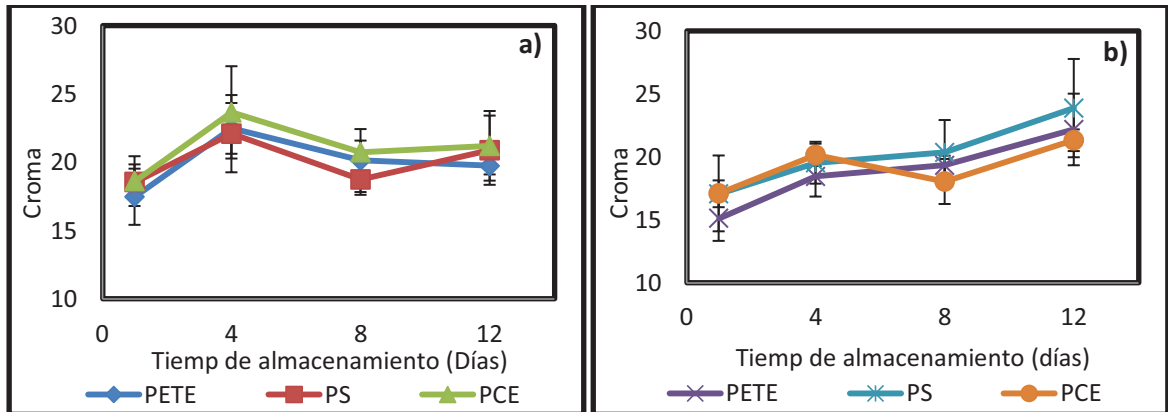 a)
30
25
20
15
10
Croma
0 4 8 12
Tiemp de almacenamiento (Días)
PETE PS PCE
b)
30
25
20
15
10
Croma
0 4 8 12
Tiemp de almacenamiento (días)
PETE PS PCE